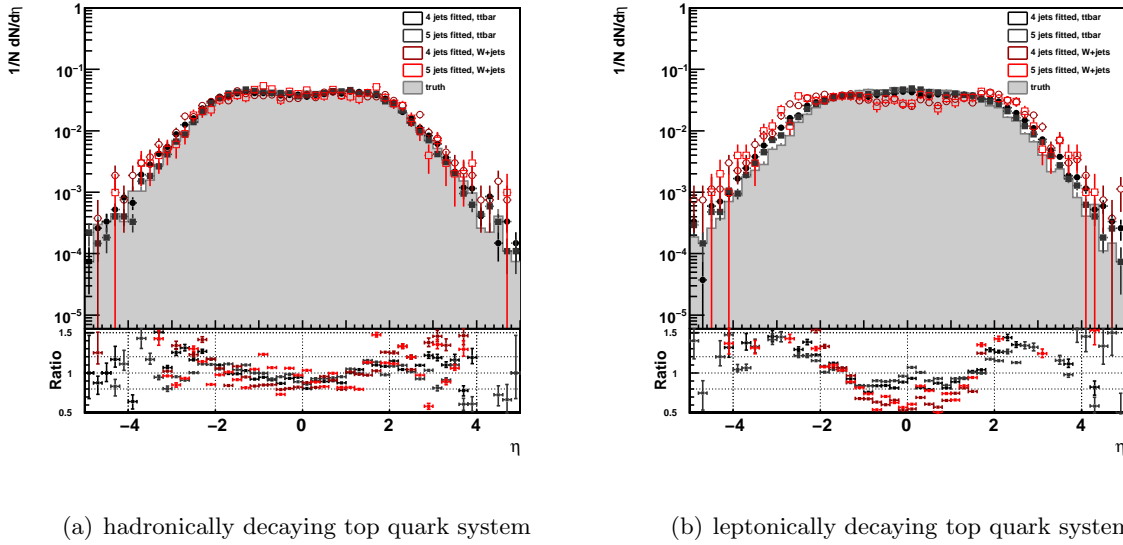 1/N dN/dη
1
10⁻¹
10⁻²
10⁻³
10⁻⁴
10⁻⁵
4 jets fitted, ttbar
5 jets fitted, ttbar
4 jets fitted, W+jets
5 jets fitted, W+jets
truth
Ratio
1.5
1
0.5
−4 −2 0 2 4
η
(a) hadronically decaying top quark system
1/N dN/dη
1
10⁻¹
10⁻²
10⁻³
10⁻⁴
10⁻⁵
4 jets fitted, ttbar
5 jets fitted, ttbar
4 jets fitted, W+jets
5 jets fitted, W+jets
truth
Ratio
1.5
1
0.5
−4 −2 0 2 4
η
(b) leptonically decaying top quark system